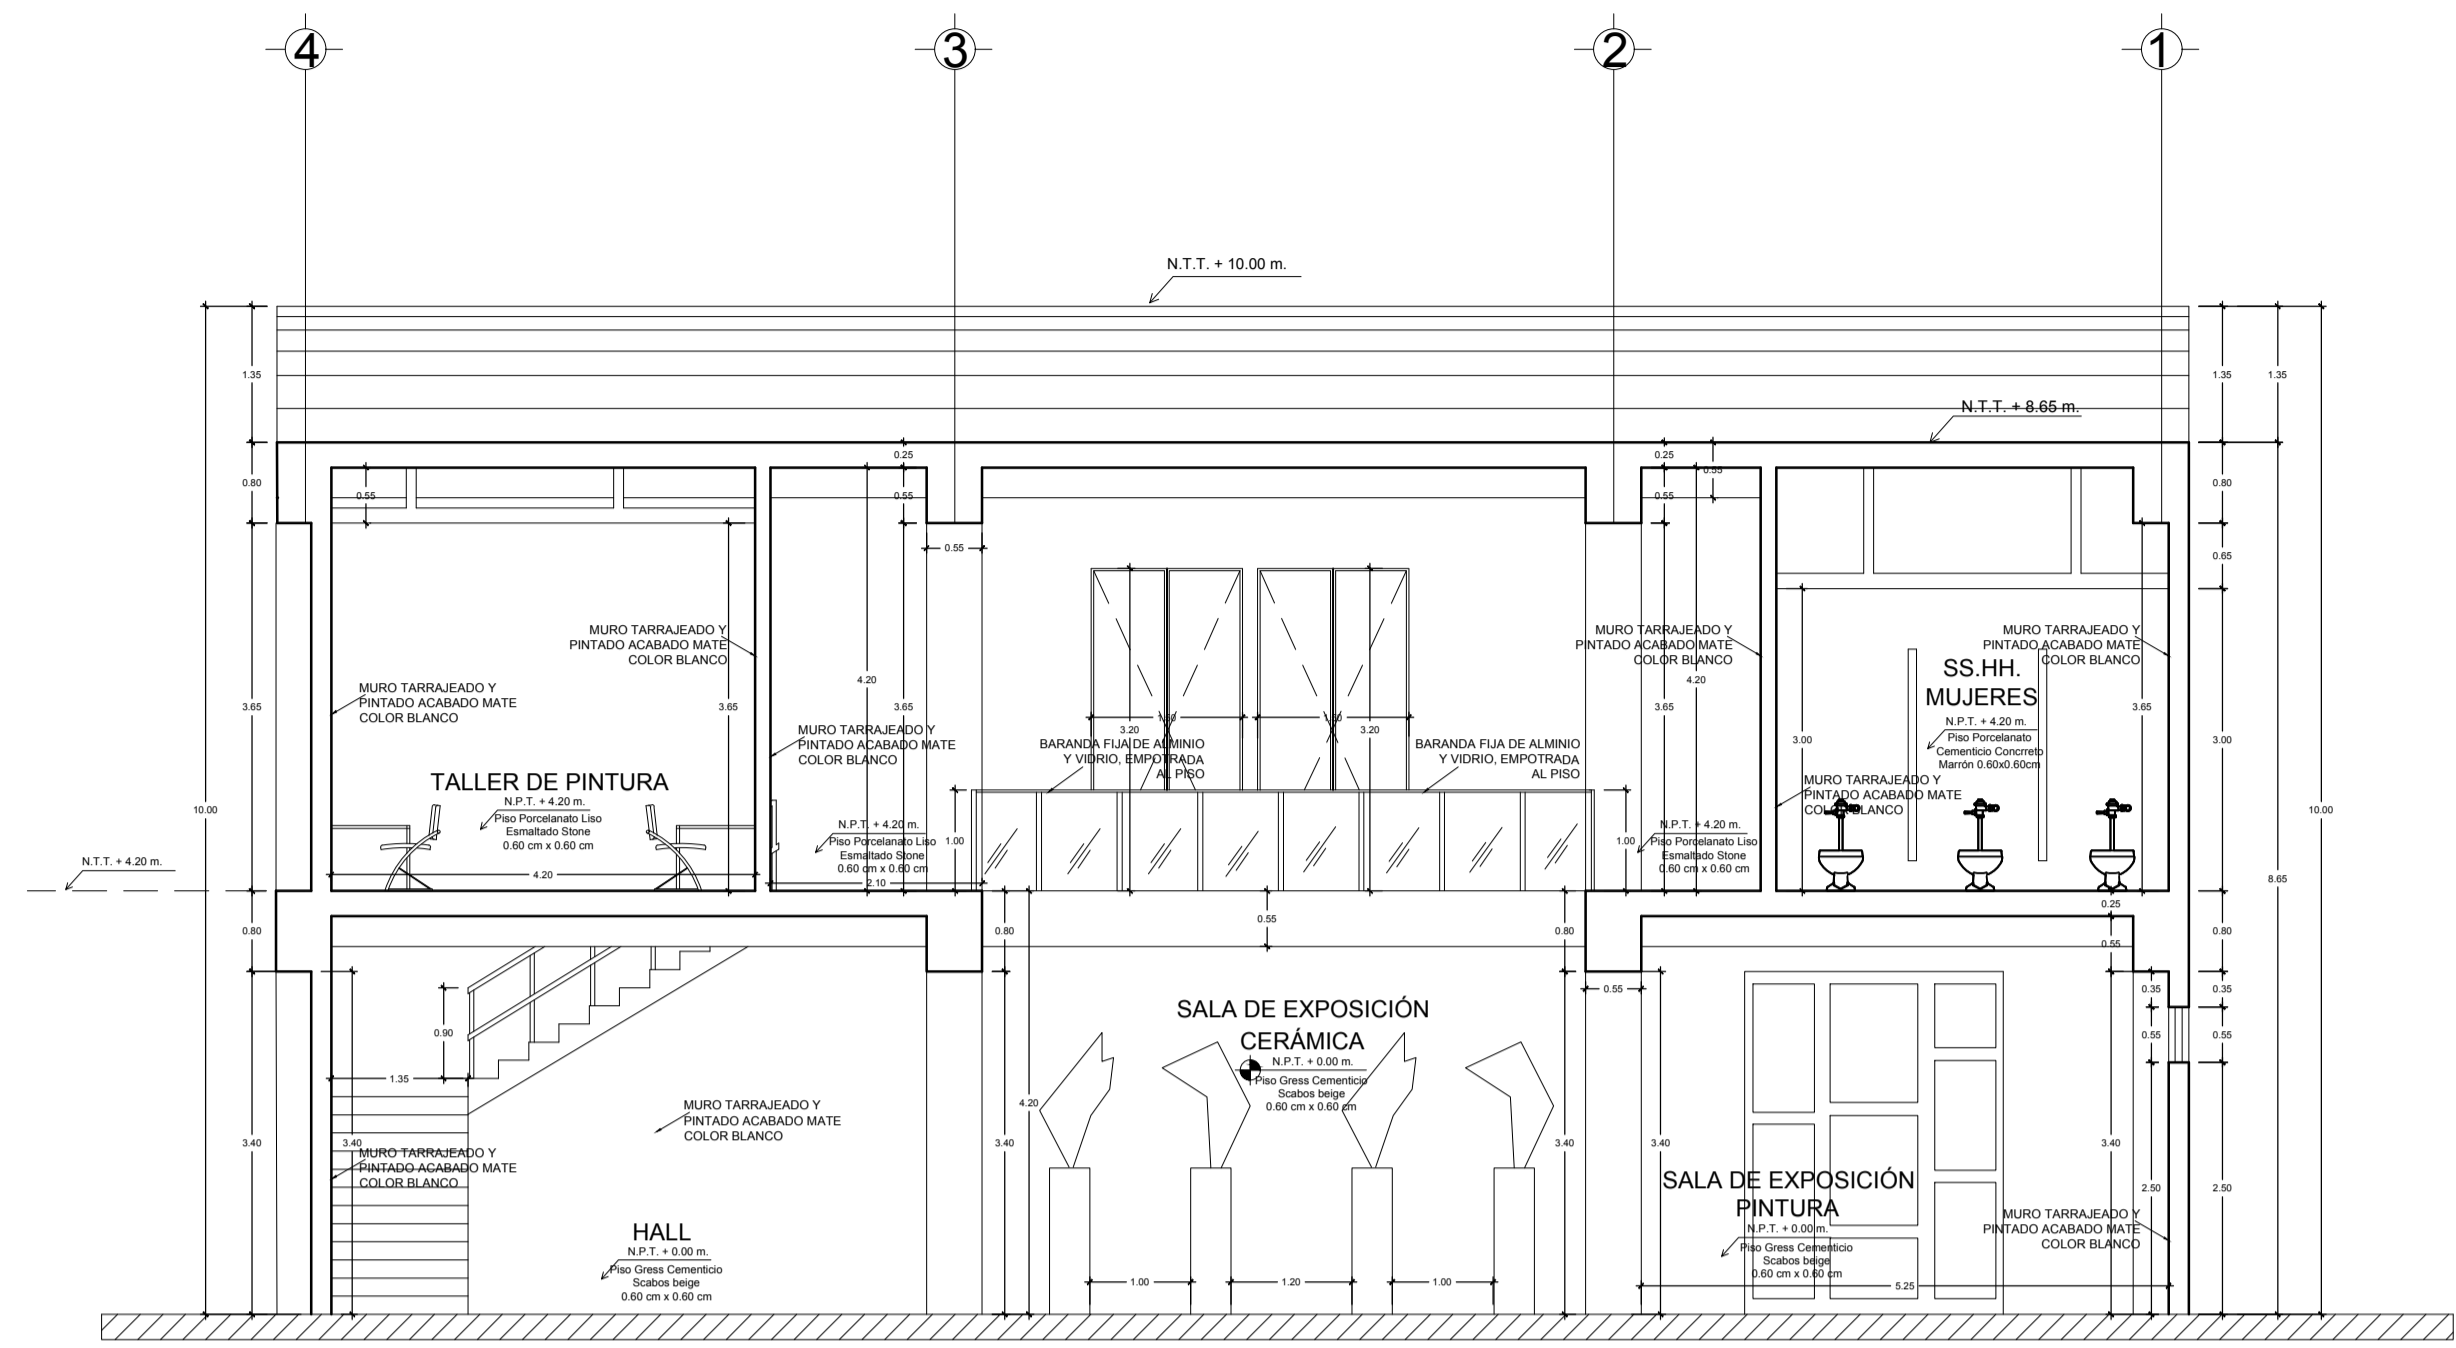 4
3
2
1
N.T.T. + 10.00 m.
N.T.T. + 8.65 m.
1.35
1.35
1.35
0.25
0.25
0.55
0.80
0.55
0.55
0.55
0.80
0.55
0.65
MURO TARRAJEADO Y
PINTADO ACABADO MATE
COLOR BLANCO
MURO TARRAJEADO Y
PINTADO ACABADO MATE
COLOR BLANCO
MURO TARRAJEADO Y
PINTADO ACABADO MATE
COLOR BLANCO
MURO TARRAJEADO Y
PINTADO ACABADO MATE
COLOR BLANCO
SS.HH.
MUJERES
N.P.T. + 4.20 m.
Piso Porcelanato
Cementicio Concrreto
Marrón 0.60x0.60cm
4.20
4.20
3.65
3.65
3.65
3.65
3.65
3.20
3.20
3.00
3.00
MURO TARRAJEADO Y
PINTADO ACABADO MATE
COLOR BLANCO
BARANDA FIJA DE ALMINIO
Y VIDRIO, EMPOTRADA
AL PISO
BARANDA FIJA DE ALMINIO
Y VIDRIO, EMPOTRADA
AL PISO
MURO TARRAJEADO Y
PINTADO ACABADO MATE
COLOR BLANCO
TALLER DE PINTURA
N.P.T. + 4.20 m.
Piso Porcelanato Liso
Esmaltado Stone
0.60 cm x 0.60 cm
10.00
10.00
N.P.T. + 4.20 m.
Piso Porcelanato Liso
Esmaltado Stone
0.60 cm x 0.60 cm
1.00
1.00
N.P.T. + 4.20 m.
Piso Porcelanato Liso
Esmaltado Stone
0.60 cm x 0.60 cm
N.T.T. + 4.20 m.
4.20
2.10
8.65
0.25
0.80
0.80
0.55
0.80
0.55
0.80
0.55
0.35
0.35
SALA DE EXPOSICIÓN
CERÁMICA
N.P.T. + 0.00 m.
Piso Gress Cementicio
Scabos beige
0.60 cm x 0.60 cm
0.90
1.35
0.55
0.55
4.20
MURO TARRAJEADO Y
PINTADO ACABADO MATE
COLOR BLANCO
3.40
3.40
3.40
3.40
3.40
3.40
MURO TARRAJEADO Y
PINTADO ACABADO MATE
COLOR BLANCO
SALA DE EXPOSICIÓN
PINTURA
N.P.T. + 0.00 m.
Piso Gress Cementicio
Scabos beige
0.60 cm x 0.60 cm
2.50
2.50
MURO TARRAJEADO Y
PINTADO ACABADO MATE
COLOR BLANCO
HALL
N.P.T. + 0.00 m.
Piso Gress Cementicio
Scabos beige
0.60 cm x 0.60 cm
1.00
1.20
1.00
5.25